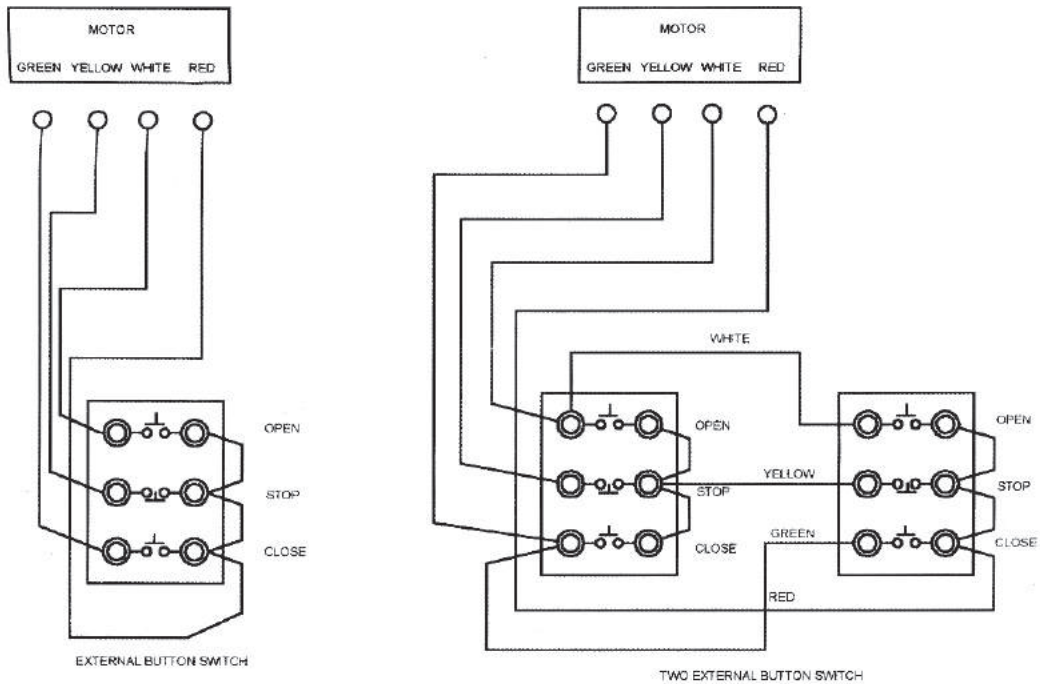 MOTOR
GREEN YELLOW WHITE RED
OPEN
STOP
CLOSE
EXTERNAL BUTTON SWITCH
MOTOR
GREEN YELLOW WHITE RED
WHITE
OPEN
OPEN
YELLOW
STOP
STOP
GREEN
CLOSE
CLOSE
RED
TWO EXTERNAL BUTTON SWITCH